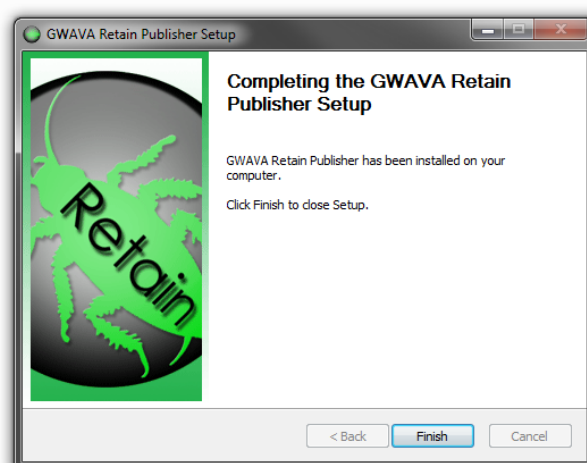 GWAVA Retain Publisher Setup
Completing the GWAVA Retain
Publisher Setup
GWAVA Retain Publisher has been installed on your
computer.
Click Finish to close Setup.
Retain
< Back
Finish
Cancel